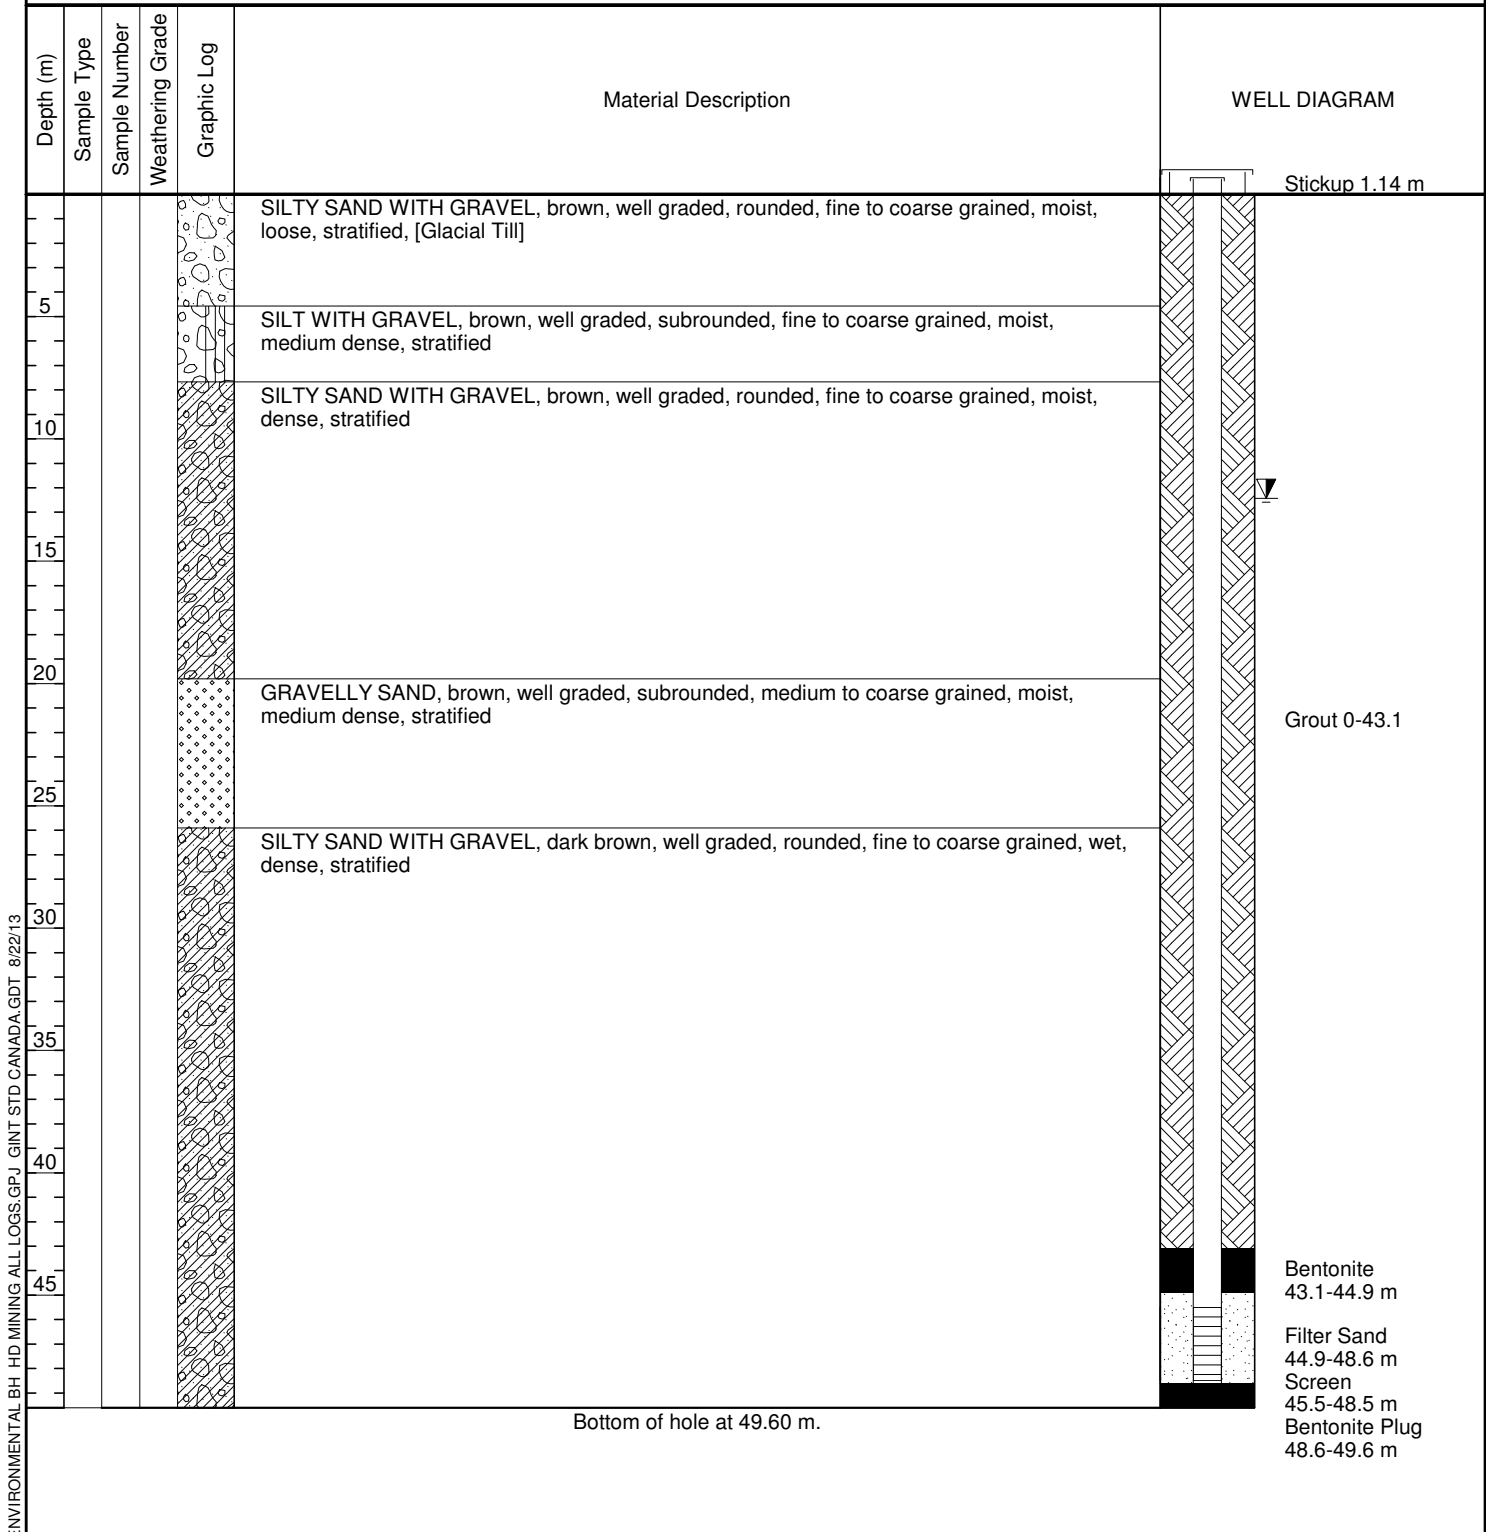 Depth (m)
Sample Type
Sample Number
Weathering Grade
Graphic Log
Material Description
WELL DIAGRAM
Stickup 1.14 m
SILTY SAND WITH GRAVEL, brown, well graded, rounded, fine to coarse grained, moist,
loose, stratified, [Glacial Till]
5
SILT WITH GRAVEL, brown, well graded, subrounded, fine to coarse grained, moist,
medium dense, stratified
SILTY SAND WITH GRAVEL, brown, well graded, rounded, fine to coarse grained, moist,
dense, stratified
10
15
20
GRAVELLY SAND, brown, well graded, subrounded, medium to coarse grained, moist,
medium dense, stratified
Grout 0-43.1
25
SILTY SAND WITH GRAVEL, dark brown, well graded, rounded, fine to coarse grained, wet,
dense, stratified
30
35
40
45
Bentonite
43.1-44.9 m
Filter Sand
44.9-48.6 m
Screen
45.5-48.5 m
Bentonite Plug
48.6-49.6 m
Bottom of hole at 49.60 m.
ENVIRONMENTAL BH HD MINING ALL LOGS.GPJ GINT STD CANADA.GDT 8/22/13